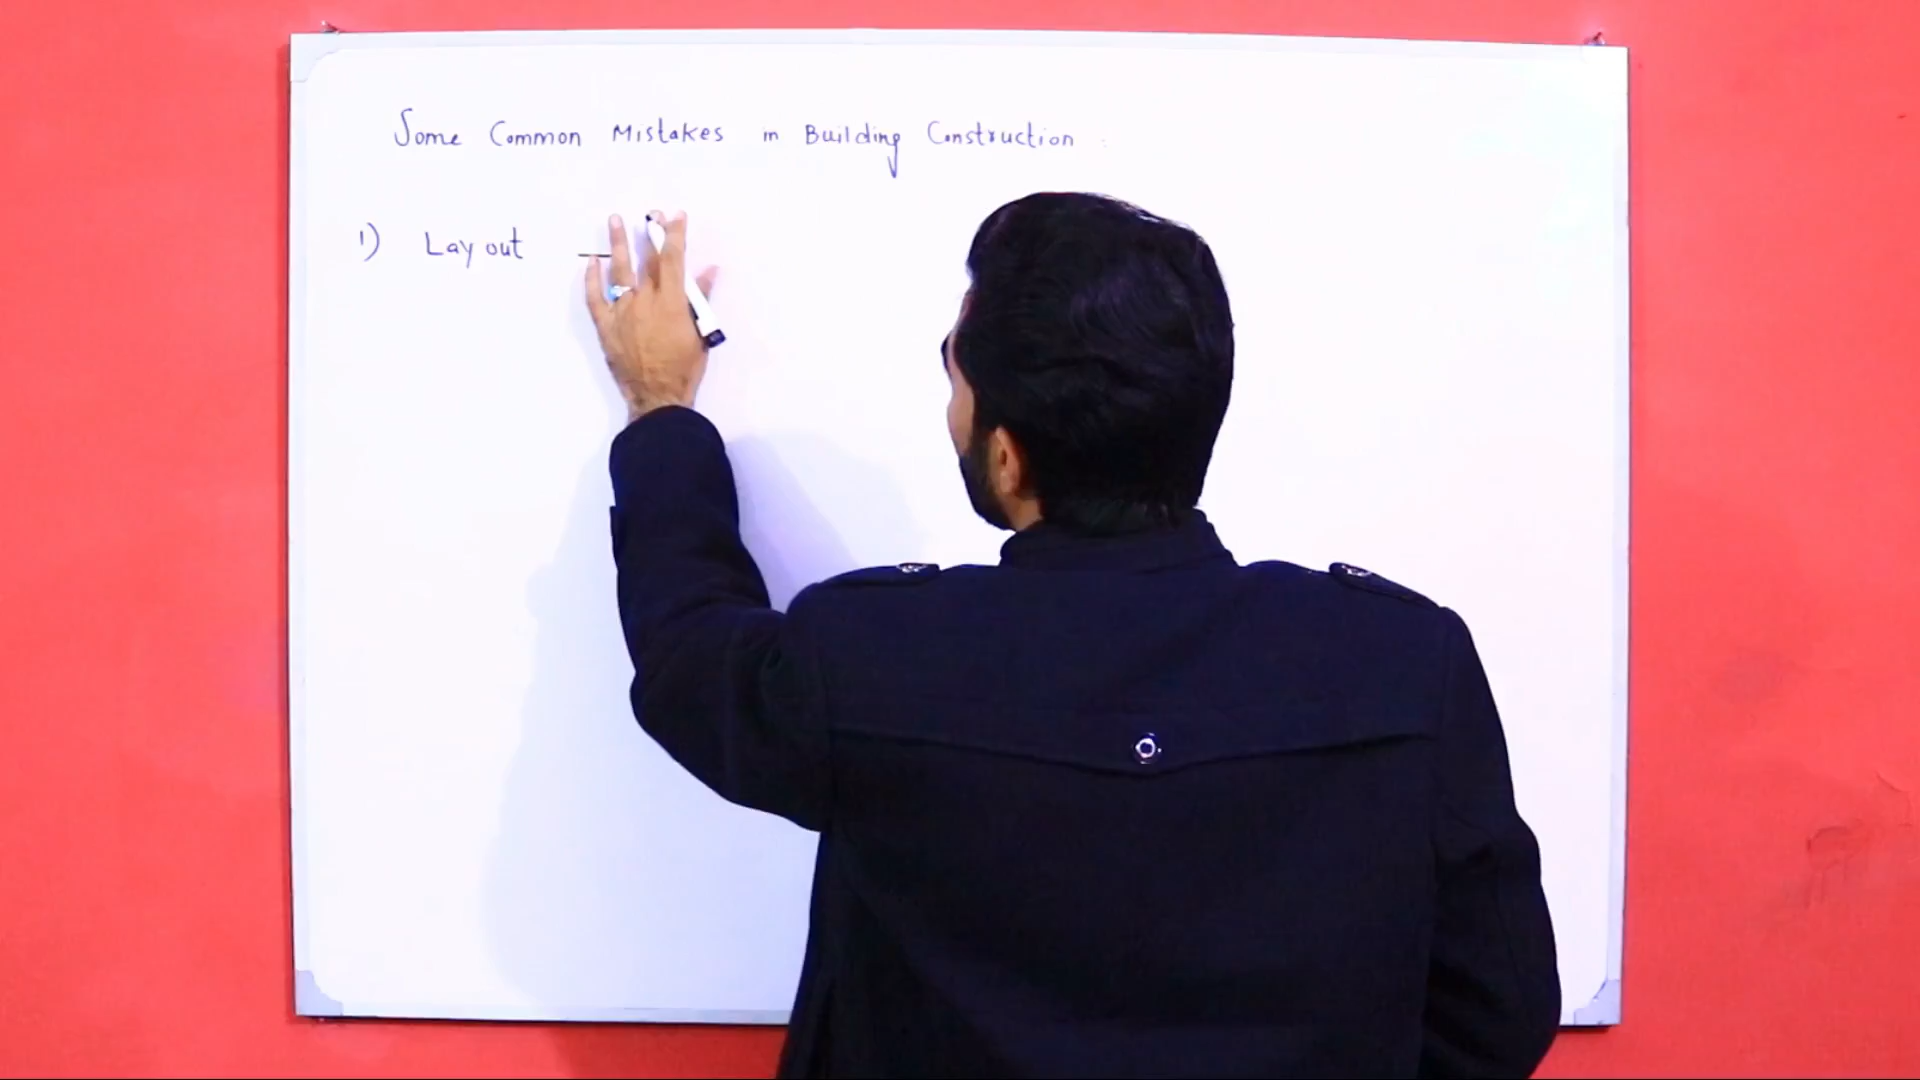 Some Common Mistakes in Building Construction :
1) Lay out —